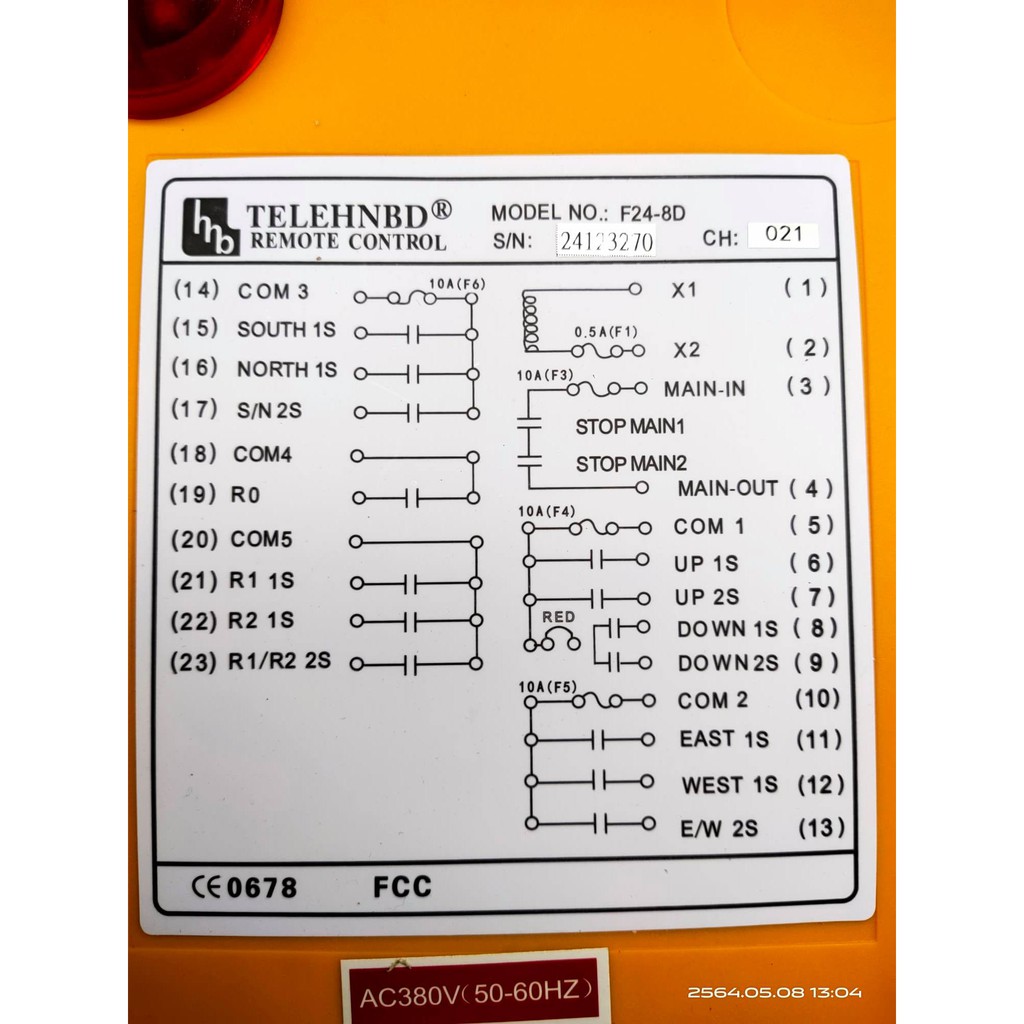 hnb
TELEHNBD®
REMOTE CONTROL
MODEL NO.: F24-8D
S/N: 24123270
CH: 021
(14) COM 3 10A(F6)
(15) SOUTH 1S
(16) NORTH 1S
(17) S/N 2S
(18) COM4
(19) R0
(20) COM5
(21) R1 1S
(22) R2 1S
(23) R1/R2 2S
X1 (1)
0.5A(F1)
X2 (2)
10A(F3)
MAIN-IN (3)
STOP MAIN1
STOP MAIN2
MAIN-OUT (4)
10A(F4)
COM 1 (5)
UP 1S (6)
UP 2S (7)
RED
DOWN 1S (8)
DOWN 2S (9)
10A(F5)
COM 2 (10)
EAST 1S (11)
WEST 1S (12)
E/W 2S (13)
CE 0678 FCC
AC380V(50-60HZ)
2564.05.08 13:04